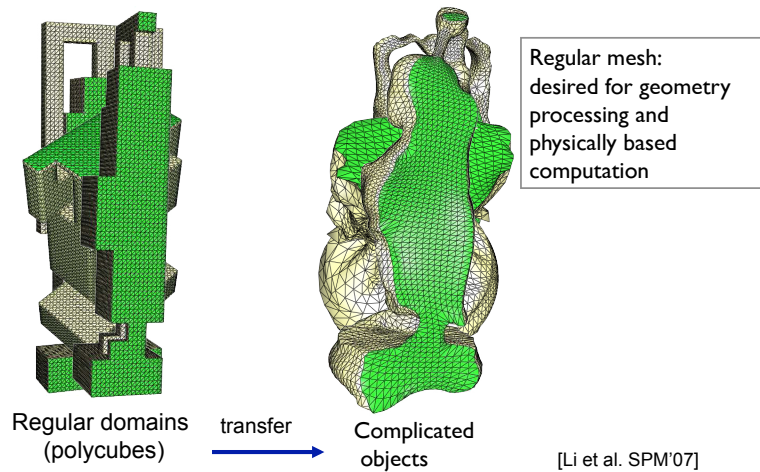 Regular mesh:
desired for geometry
processing and
physically based
computation
Regular domains
(polycubes)
transfer
Complicated
objects
[Li et al. SPM'07]